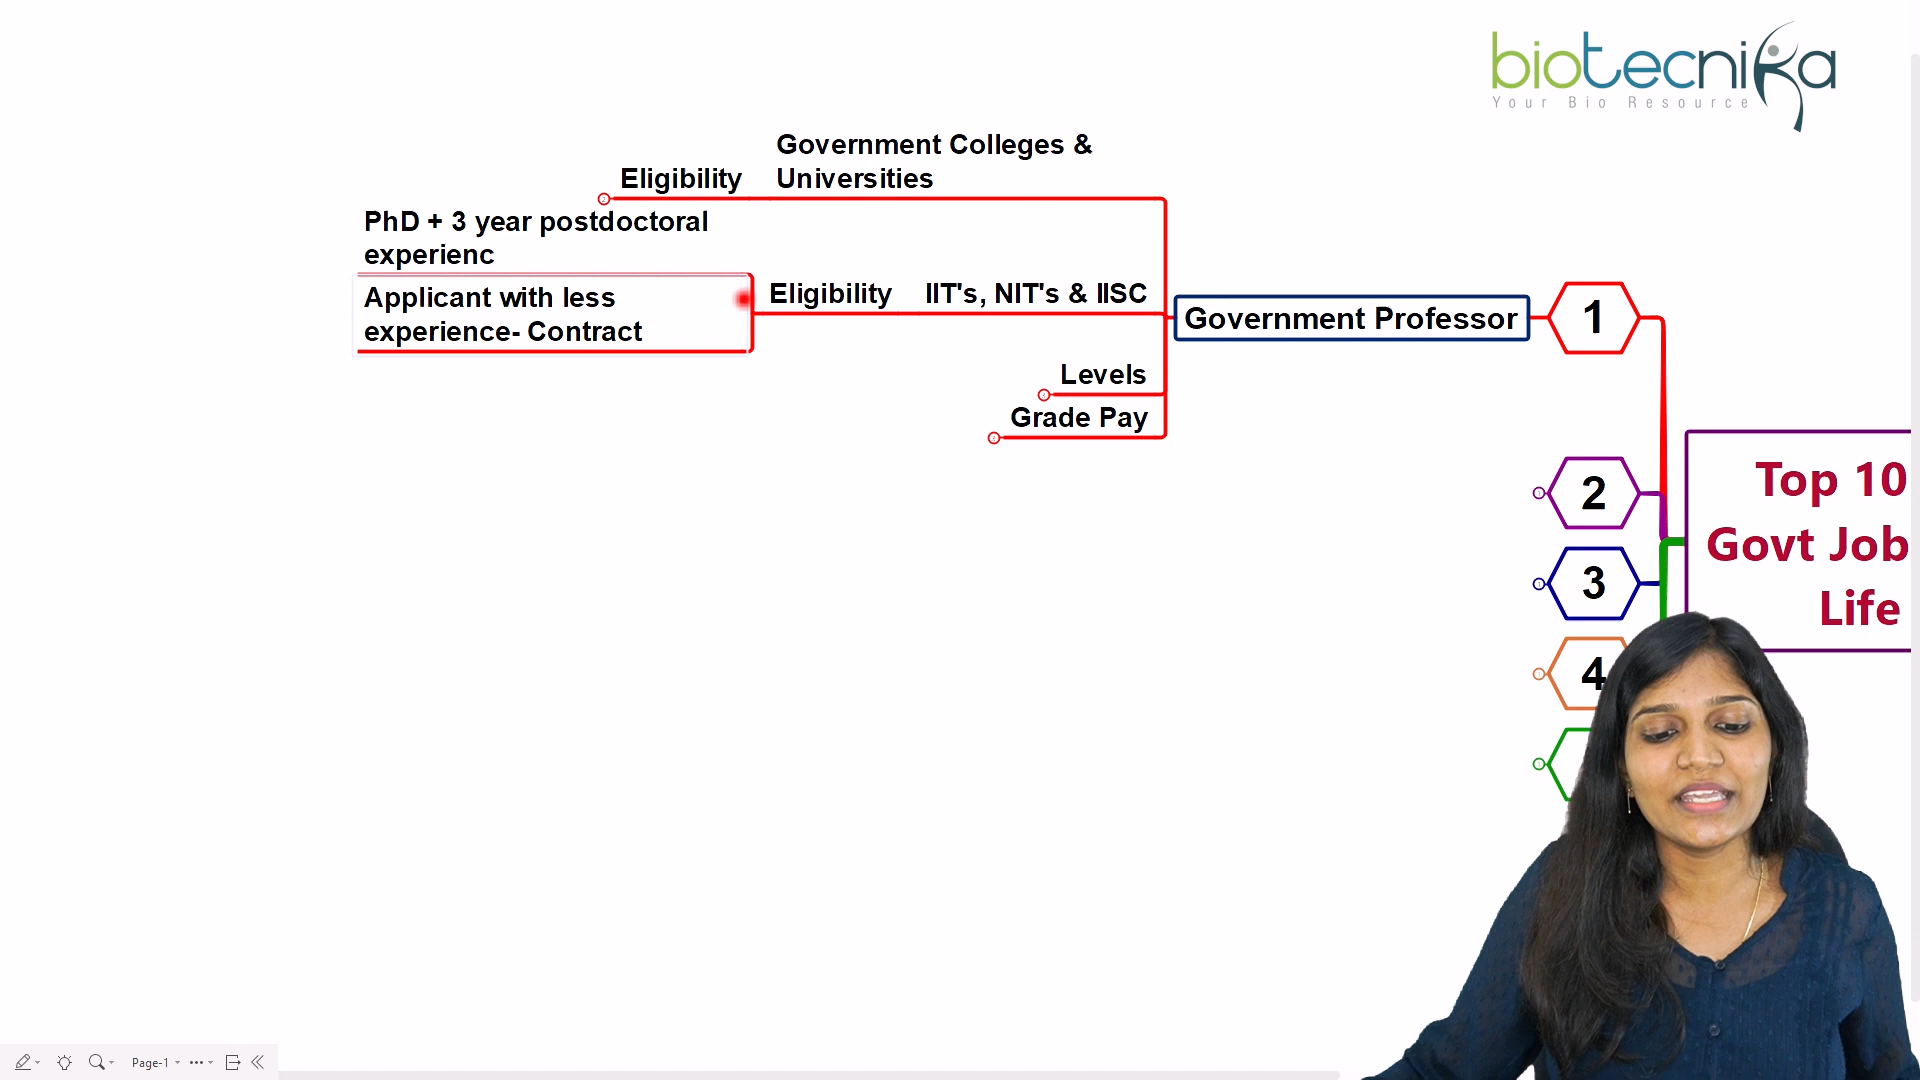 biotecnika
Your Bio Resource
Government Colleges &
Universities
Eligibility
PhD + 3 year postdoctoral
experienc
Applicant with less
experience- Contract
Eligibility
IIT's, NIT's & IISC
Levels
Grade Pay
Government Professor
1
2
3
4
Top 10
Govt Job
Life
Page-1